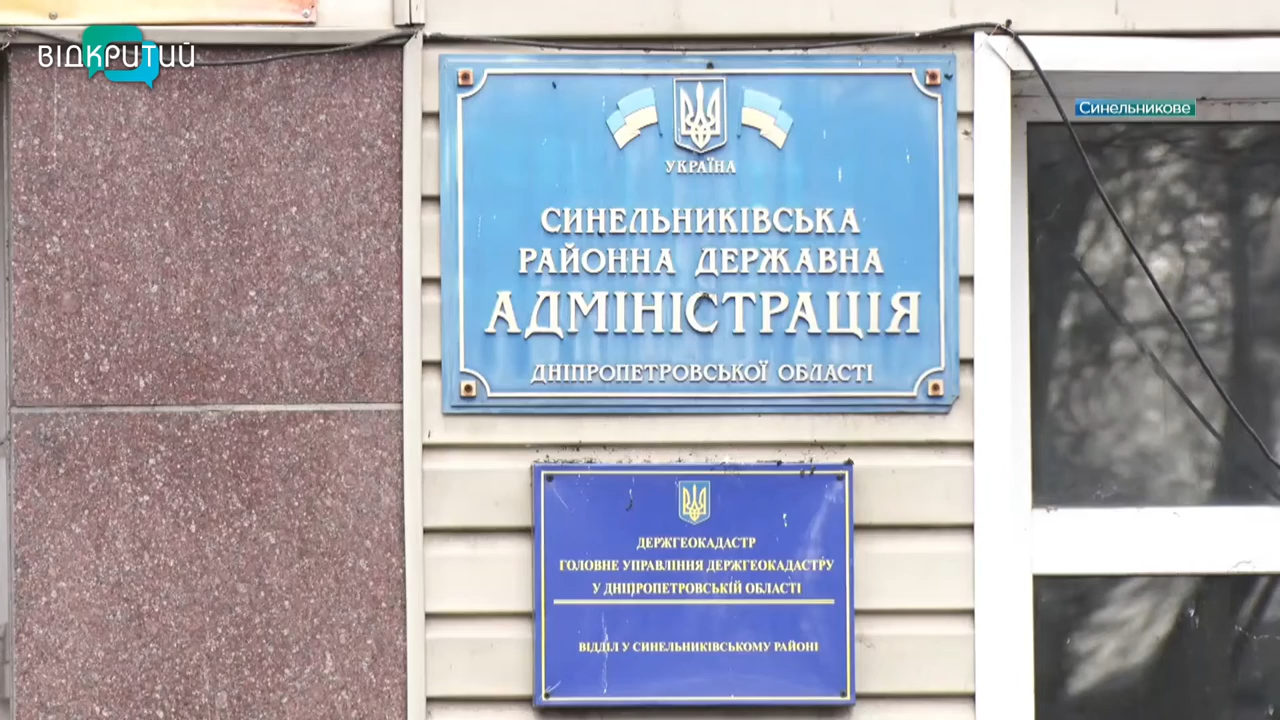 ВІДКРИТИЙ
Синельникове
УКРАЇНА
СИНЕЛЬНИКІВСЬКА
РАЙОННА ДЕРЖАВНА
АДМІНІСТРАЦІЯ
ДНІПРОПЕТРОВСЬКОЇ ОБЛАСТІ
ДЕРЖГЕОКАДАСТР
ГОЛОВНЕ УПРАВЛІННЯ ДЕРЖГЕОКАДАСТРУ
У ДНІПРОПЕТРОВСЬКІЙ ОБЛАСТІ
ВІДДІЛ У СИНЕЛЬНИКІВСЬКОМУ РАЙОНІ